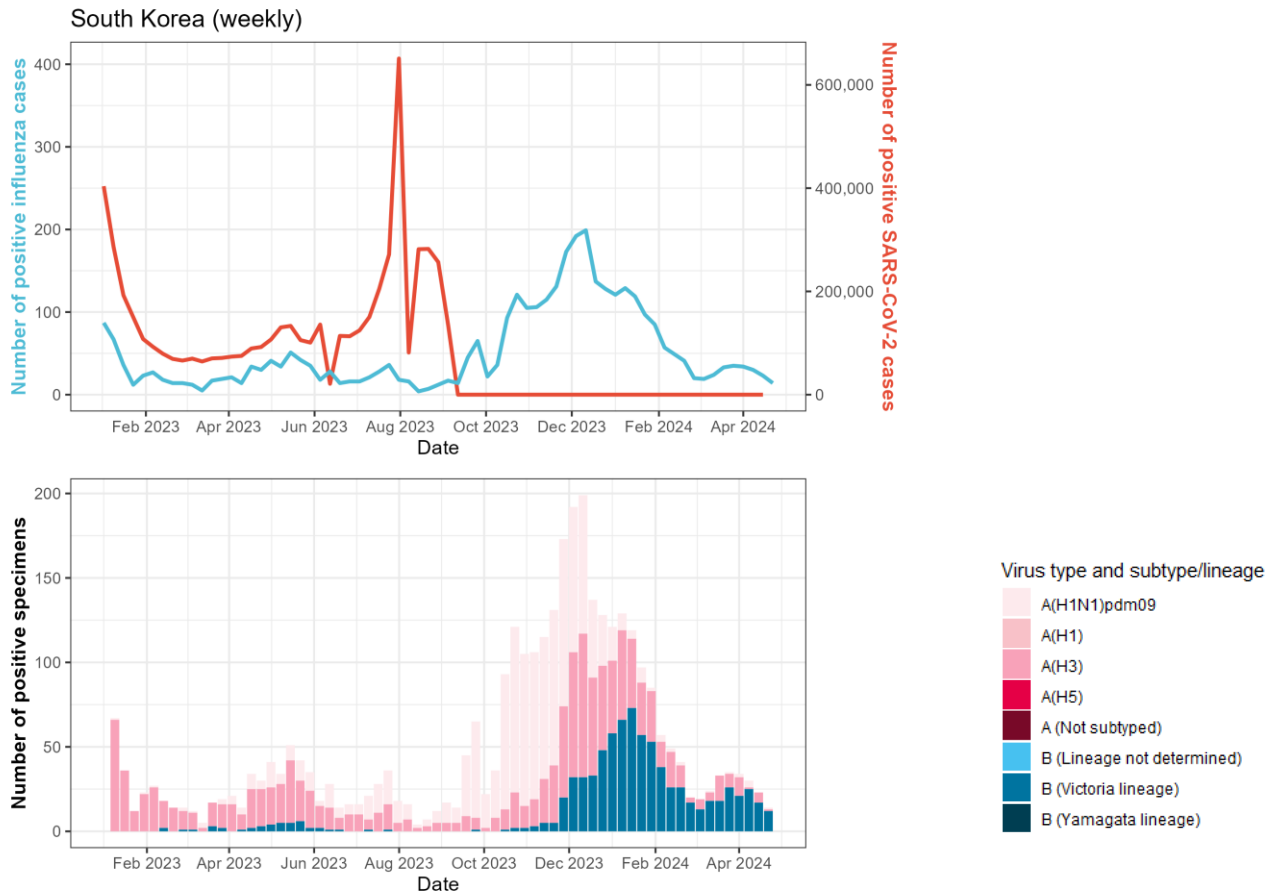 South Korea (weekly)
Number of positive influenza cases
400
300
200
100
0
600,000
400,000
200,000
0
Number of positive SARS-CoV-2 cases
Feb 2023 Apr 2023 Jun 2023 Aug 2023 Oct 2023 Dec 2023 Feb 2024 Apr 2024
Date
Number of positive specimens
200
150
100
50
0
Feb 2023 Apr 2023 Jun 2023 Aug 2023 Oct 2023 Dec 2023 Feb 2024 Apr 2024
Date
Virus type and subtype/lineage
A(H1N1)pdm09
A(H1)
A(H3)
A(H5)
A (Not subtyped)
B (Lineage not determined)
B (Victoria lineage)
B (Yamagata lineage)